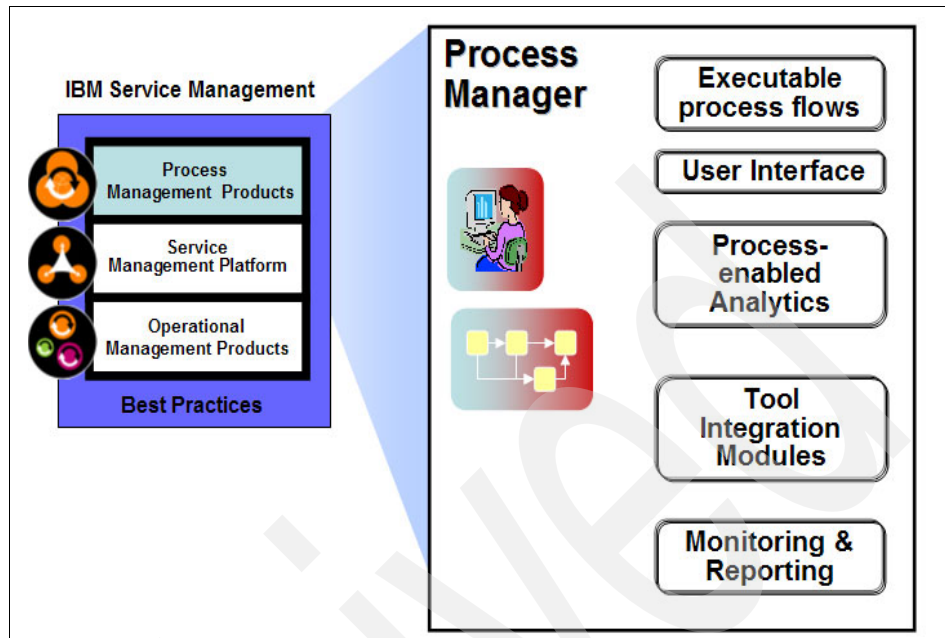 IBM Service Management
Process
Management Products
Service
Management Platform
Operational
Management Products
Best Practices
Process
Manager
Executable
process flows
User Interface
Process-
enabled
Analytics
Tool
Integration
Modules
Monitoring &
Reporting
ived